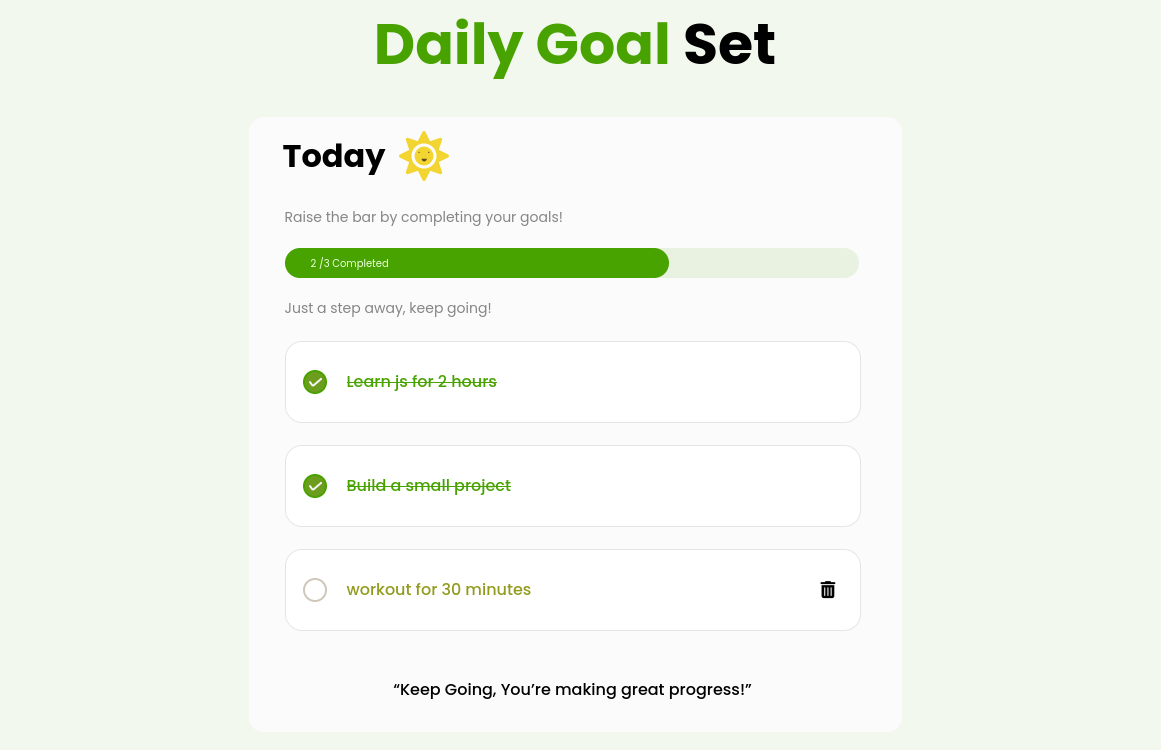 Daily Goal Set
Today
Raise the bar by completing your goals!
2 /3 Completed
Just a step away, keep going!
Learn js for 2 hours
Build a small project
workout for 30 minutes
“Keep Going, You’re making great progress!”